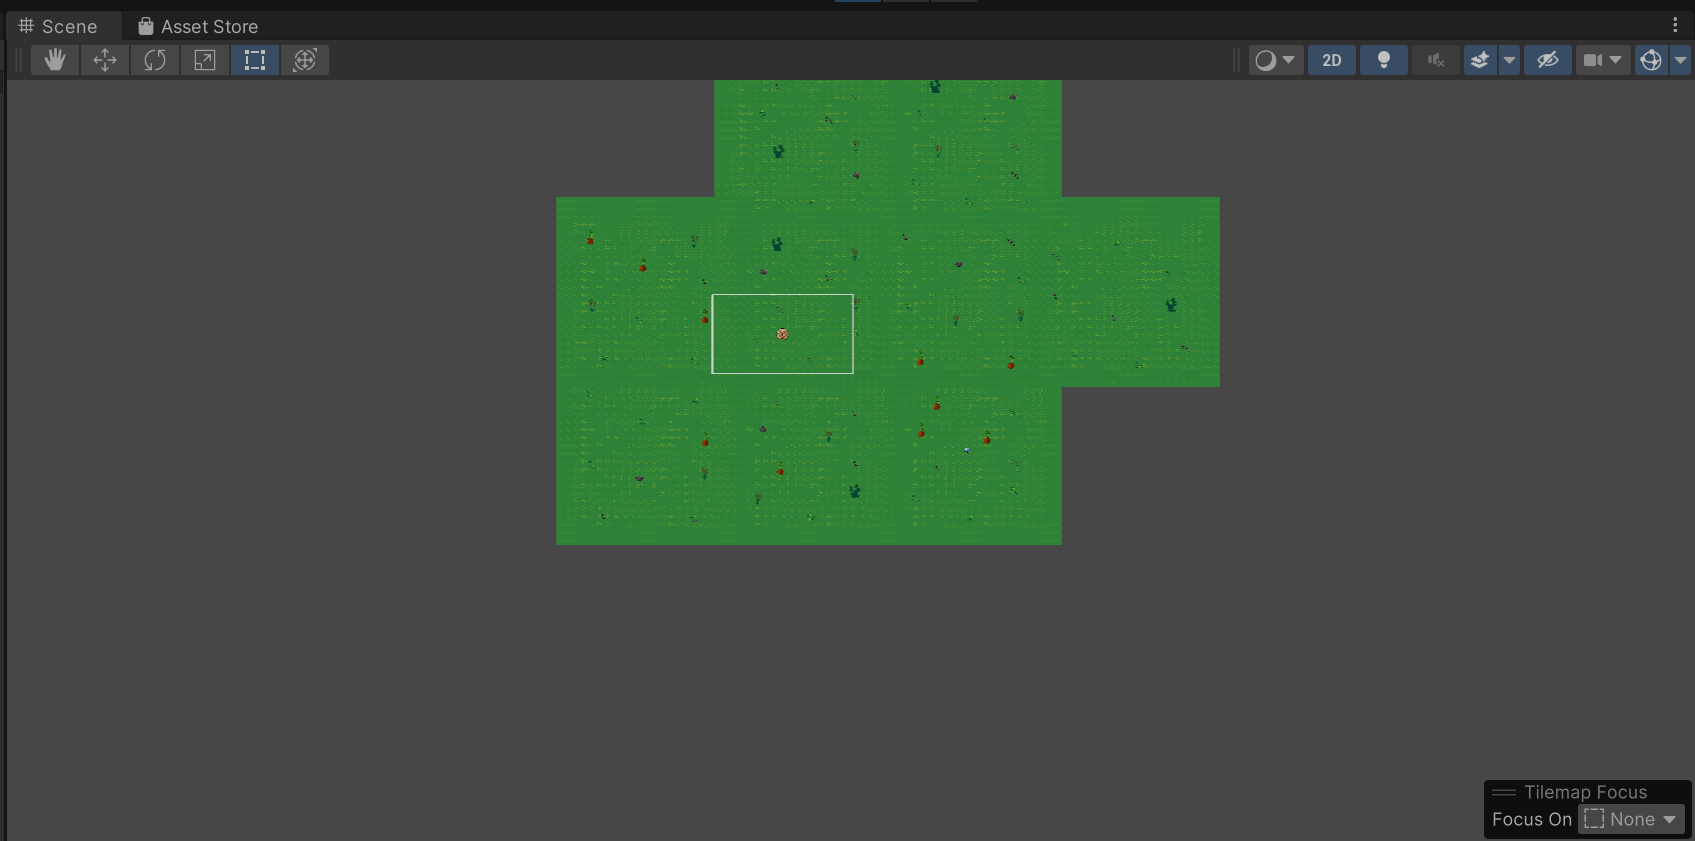 Scene
Asset Store
2D
Tilemap Focus
Focus On None